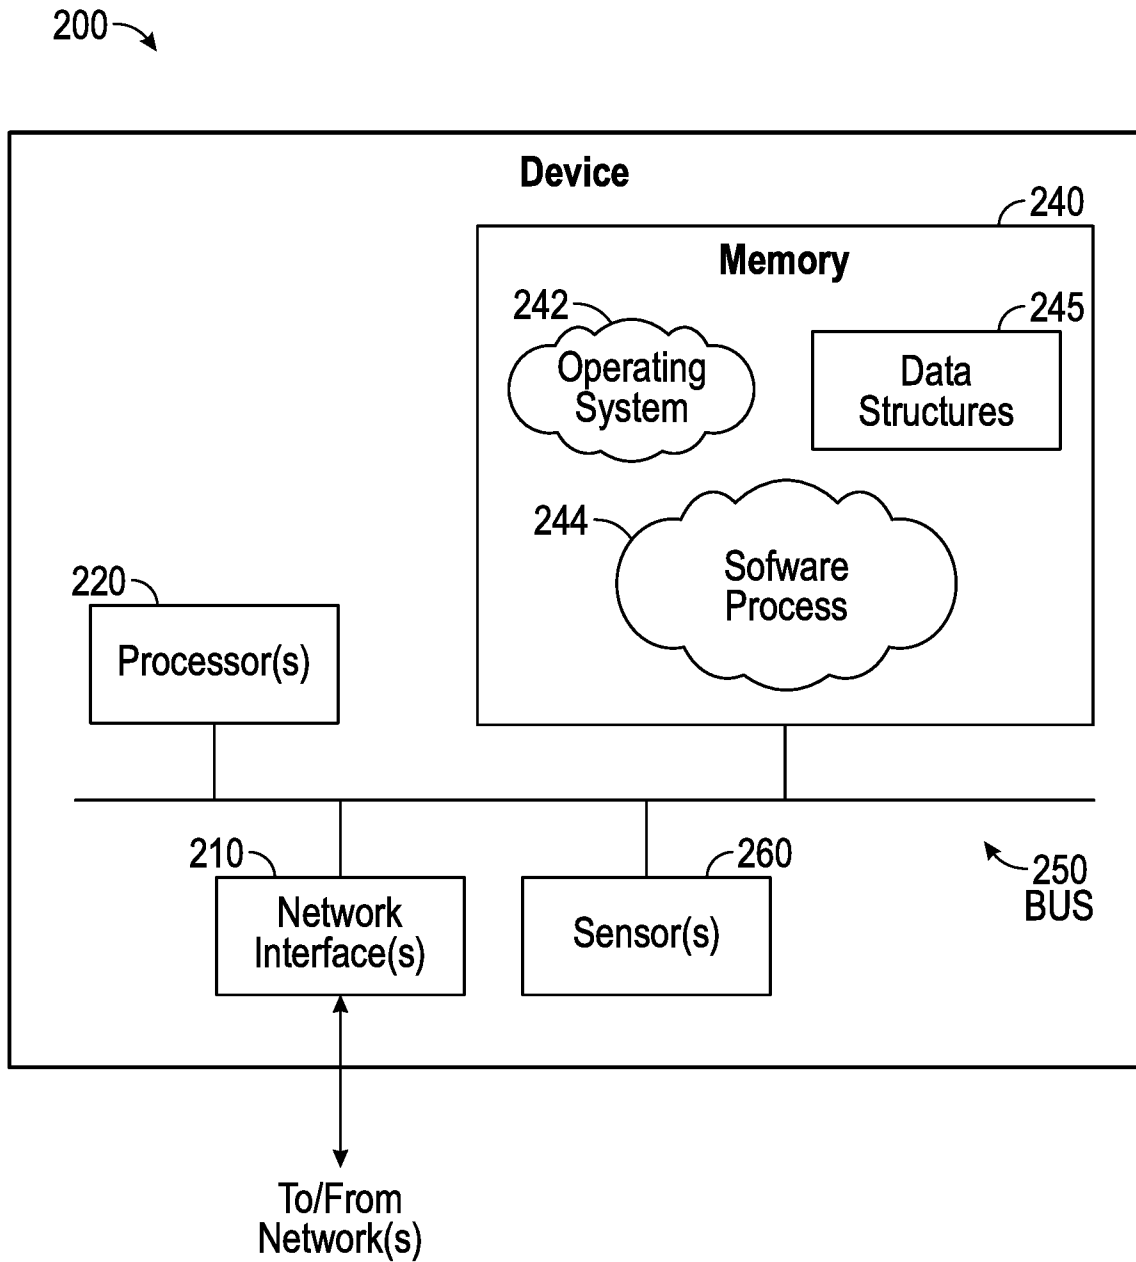 200
Device
240
Memory
242
245
Operating
System
Data
Structures
244
Sofware
Process
220
Processor(s)
210
260
250
BUS
Network
Interface(s)
Sensor(s)
To/From
Network(s)